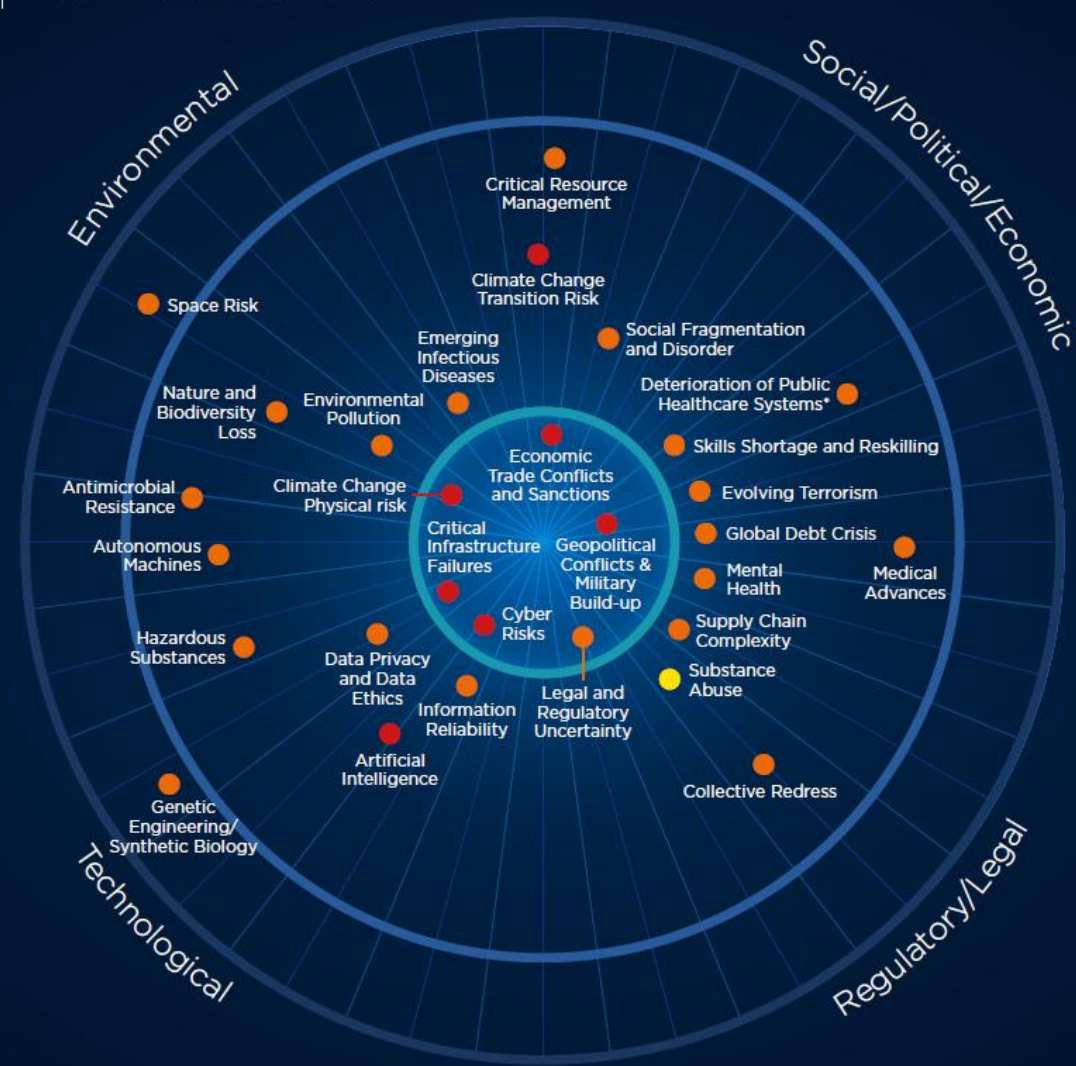 Environmental
Social/Political/Economic
Critical Resource
Management
Climate Change
Transition Risk
Space Risk
Emerging
Infectious
Diseases
Social Fragmentation
and Disorder
Nature and
Biodiversity
Loss
Environmental
Pollution
Deterioration of Public
Healthcare Systems*
Skills Shortage and Reskilling
Economic
Trade Conflicts
and Sanctions
Climate Change
Physical risk
Antimicrobial
Resistance
Evolving Terrorism
Autonomous
Machines
Critical
Infrastructure
Failures
Geopolitical
Conflicts &
Military
Build-up
Global Debt Crisis
Mental
Health
Medical
Advances
Cyber
Risks
Supply Chain
Complexity
Hazardous
Substances
Data Privacy
and Data
Ethics
Substance
Abuse
Information
Reliability
Legal and
Regulatory
Uncertainty
Artificial
Intelligence
Collective Redress
Genetic
Engineering/
Synthetic Biology
Technological
Regulatory/Legal